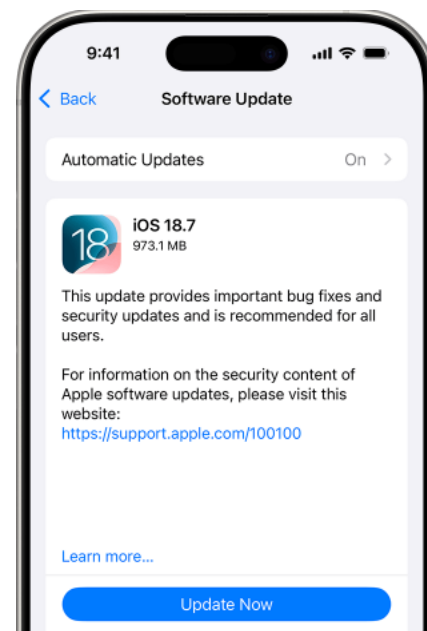 9:41
Back Software Update
Automatic Updates On
18
iOS 18.7
973.1 MB
This update provides important bug fixes and
security updates and is recommended for all
users.
For information on the security content of
Apple software updates, please visit this
website:
https://support.apple.com/100100
Learn more...
Update Now